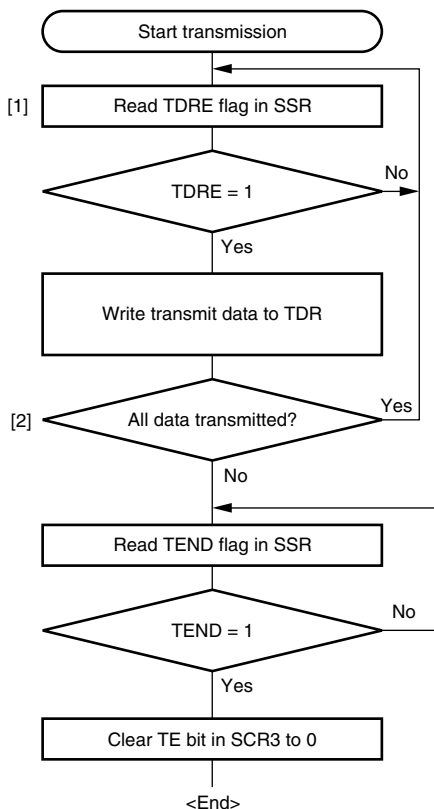 Start transmission
[1]
Read TDRE flag in SSR
No
TDRE = 1
Yes
Write transmit data to TDR
[2]
All data transmitted?
Yes
No
Read TEND flag in SSR
No
TEND = 1
Yes
Clear TE bit in SCR3 to 0
<End>